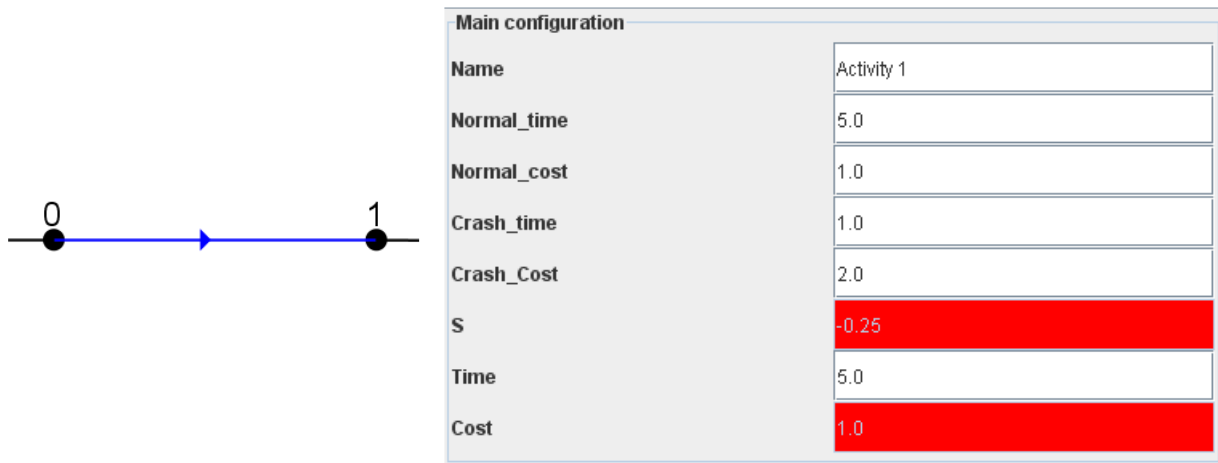 0 1
Main configuration
Name Activity 1
Normal_time 5.0
Normal_cost 1.0
Crash_time 1.0
Crash_Cost 2.0
S -0.25
Time 5.0
Cost 1.0